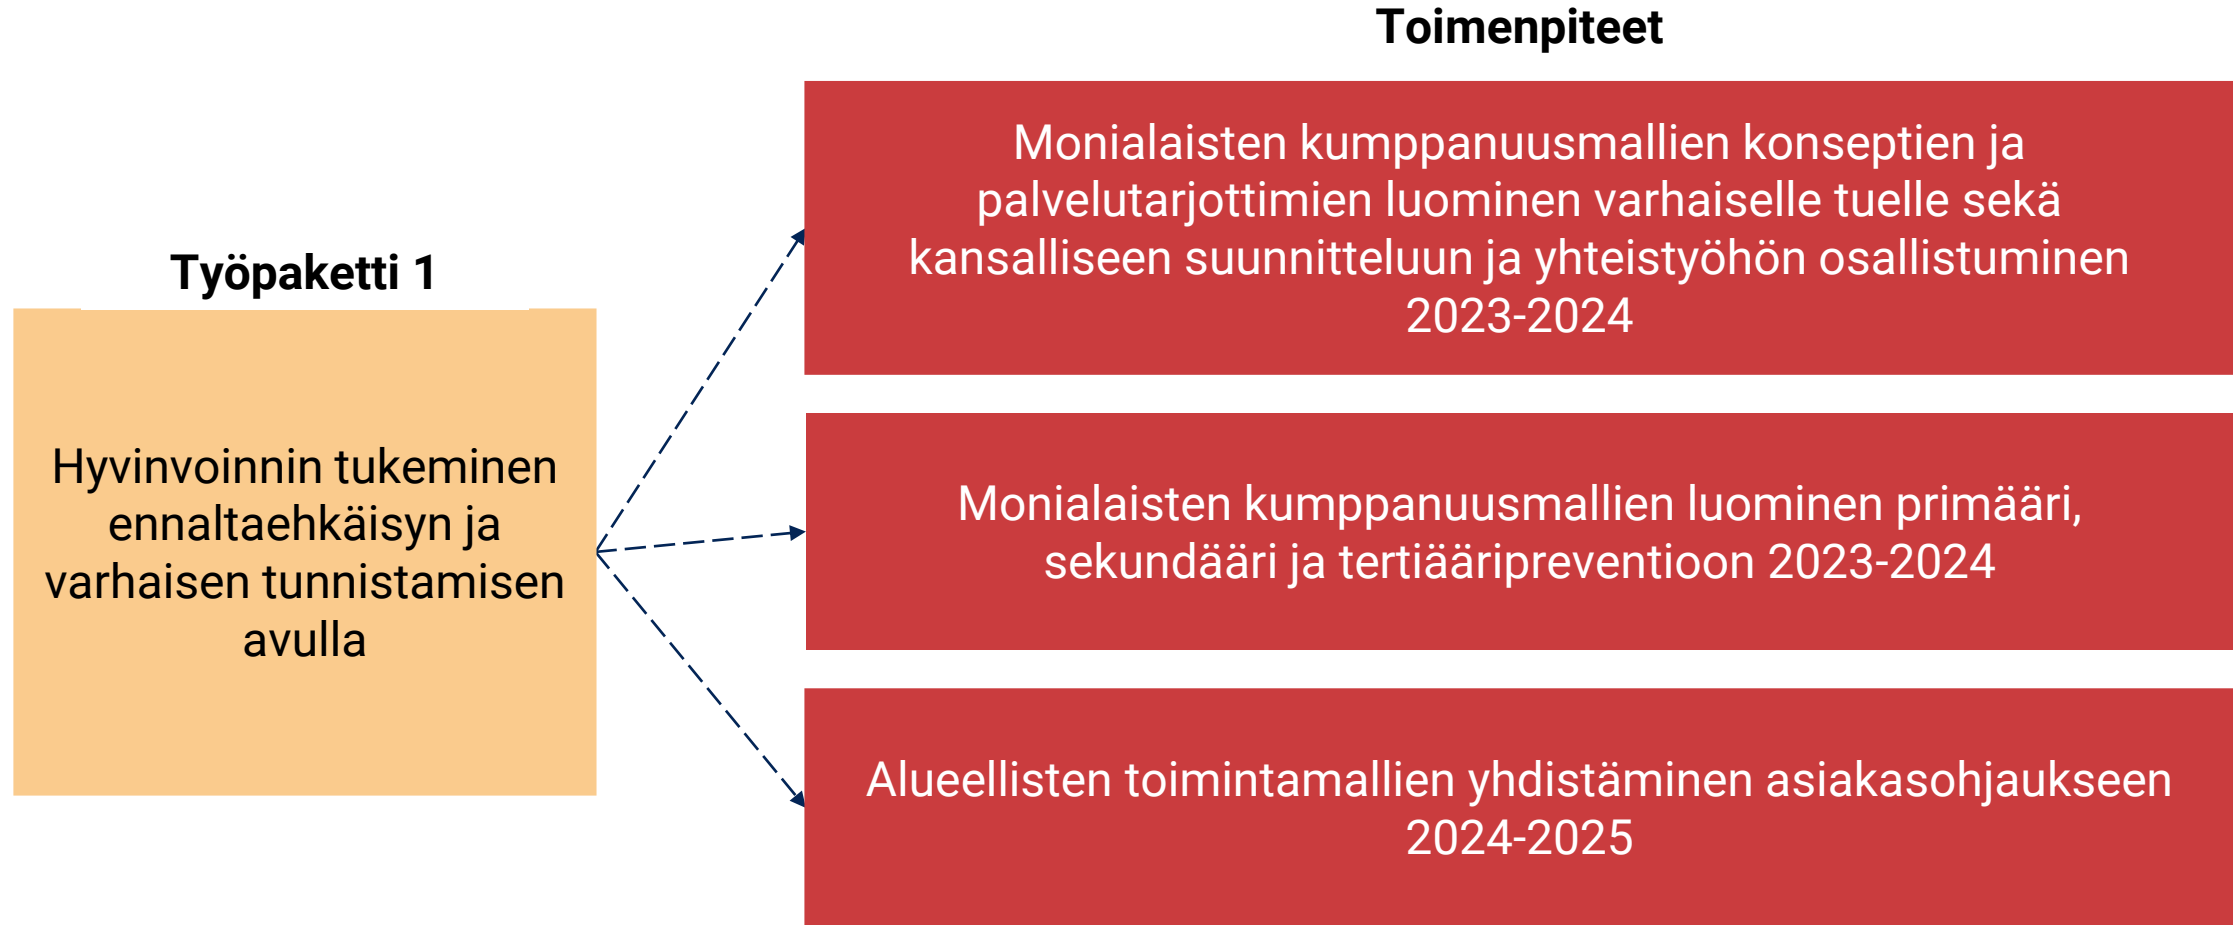 Toimenpiteet
Työpaketti 1
Hyvinvoinnin tukeminen
ennaltaehkäisyn ja
varhaisen tunnistamisen
avulla
Monialaisten kumppanuusmallien konseptien ja
palvelutarjottimien luominen varhaiselle tuelle sekä
kansalliseen suunnitteluun ja yhteistyöhön osallistuminen
2023-2024
Monialaisten kumppanuusmallien luominen primääri,
sekundääri ja tertirääripreventioon 2023-2024
Alueellisten toimintamallien yhdistäminen asiakasohjaukseen
2024-2025